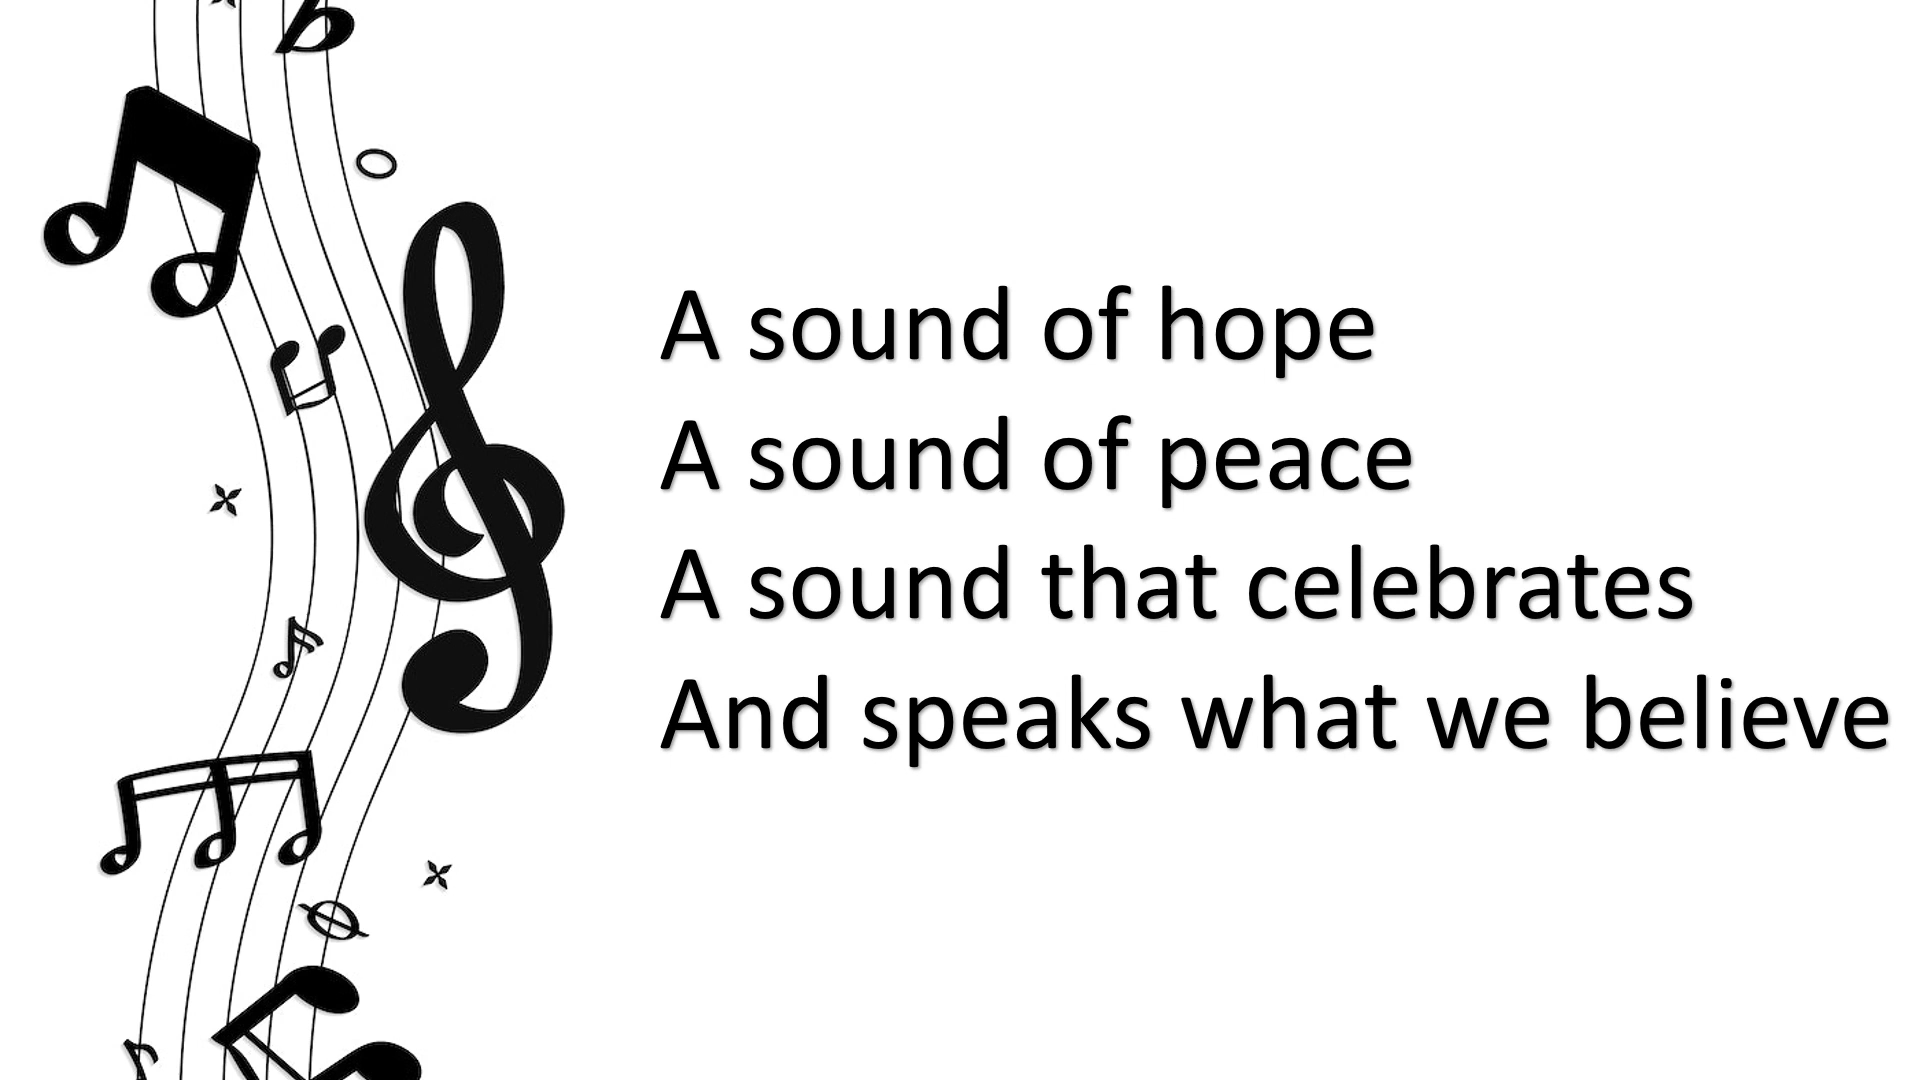 A sound of hope
A sound of peace
A sound that celebrates
And speaks what we believe